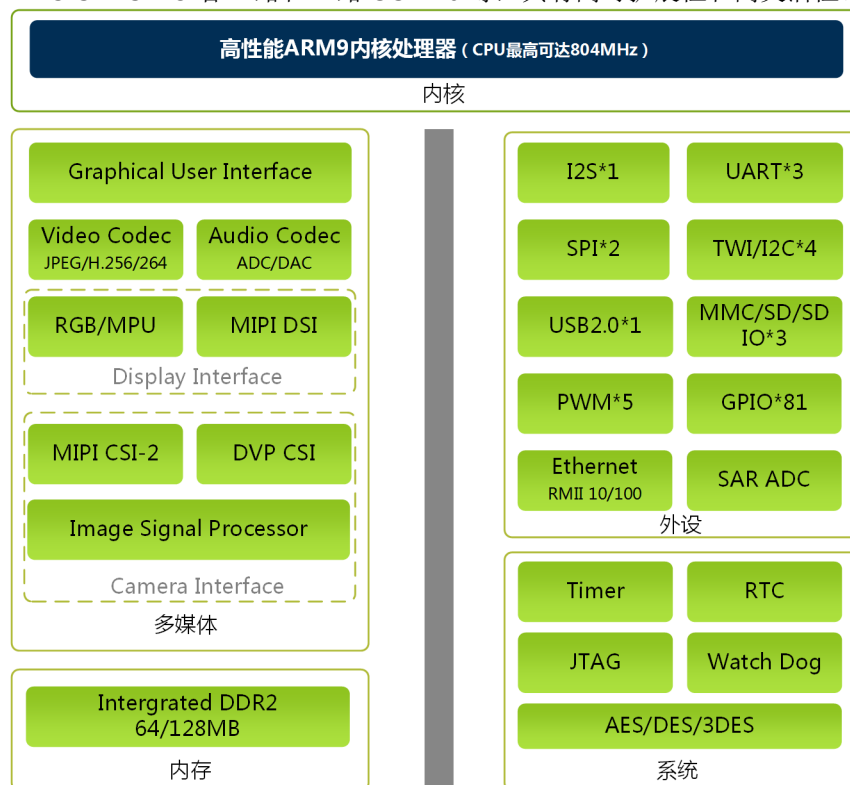 高性能ARM9内核处理器（CPU最高可达804MHz）
内核
Graphical User Interface
Video Codec
JPEG/H.256/264
Audio Codec
ADC/DAC
RGB/MPU
MIPI DSI
Display Interface
MIPI CSI-2
DVP CSI
Image Signal Processor
Camera Interface
多媒体
Intergrated DDR2
64/128MB
内存
I2S*1
UART*3
SPI*2
TWI/I2C*4
USB2.0*1
MMC/SD/SD
IO*3
PWM*5
GPIO*81
Ethernet
RMII 10/100
SAR ADC
外设
Timer
RTC
JTAG
Watch Dog
AES/DES/3DES
系统